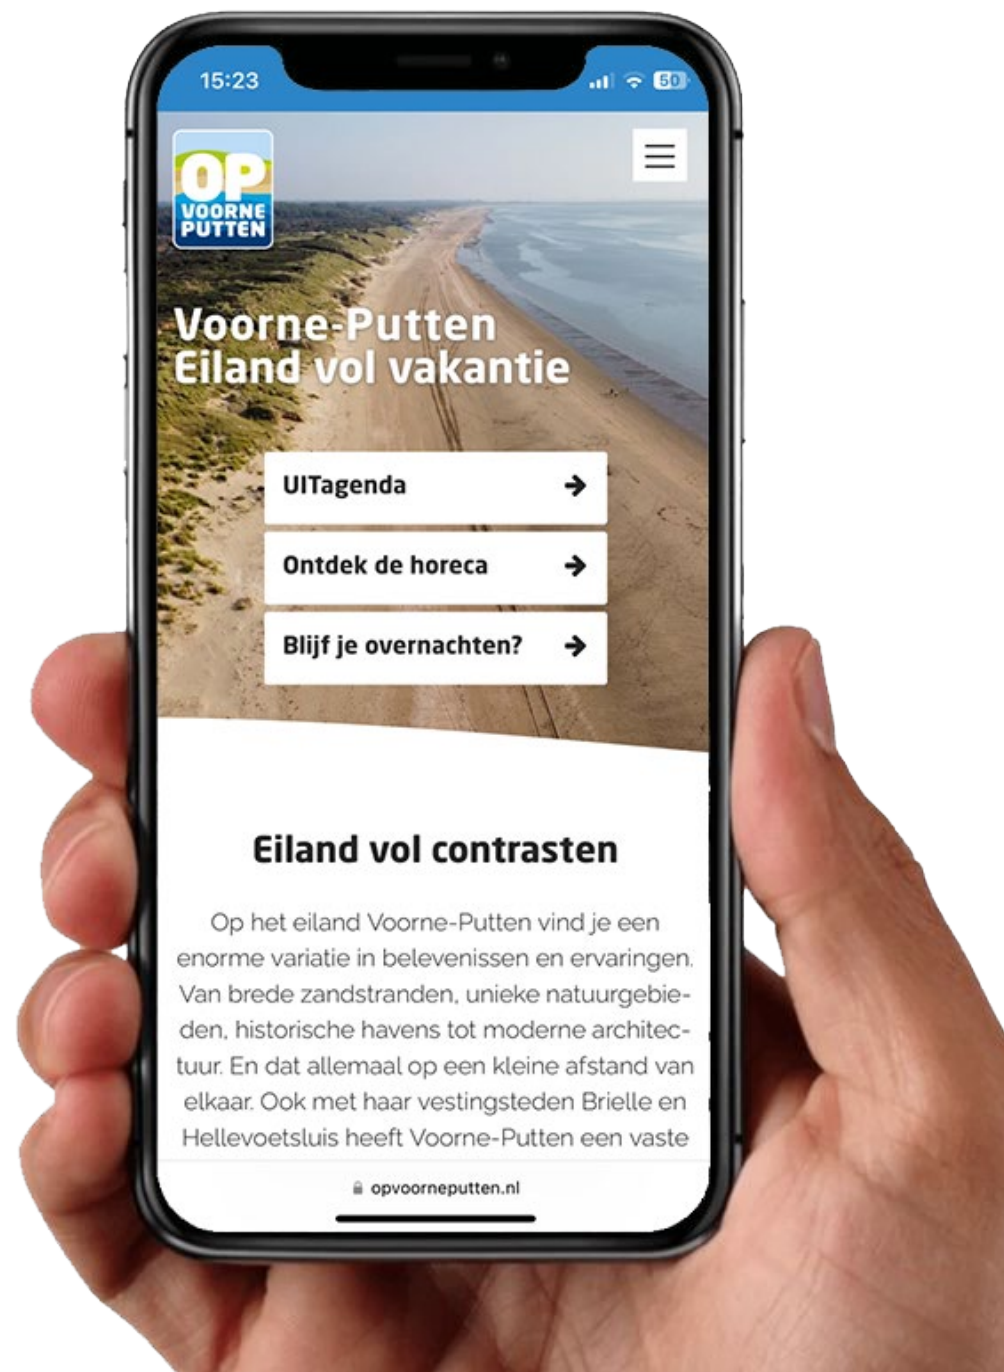 15:23
50
OP
VOORNE
PUTTEN
Voorne-Putten
Eiland vol vakantie
UITagenda
Ontdek de horeca
Blijf je overnachten?
Eiland vol contrasten
Op het eiland Voorne-Putten vind je een
enorme variatie in belevenissen en ervaringen.
Van brede zandstranden, unieke natuurgebie-
den, historische havens tot moderne architec-
tuur. En dat allemaal op een kleine afstand van
elkaar. Ook met haar vestingsteden Brielle en
Hellevoetsluis heeft Voorne-Putten een vaste
opvoorneputten.nl